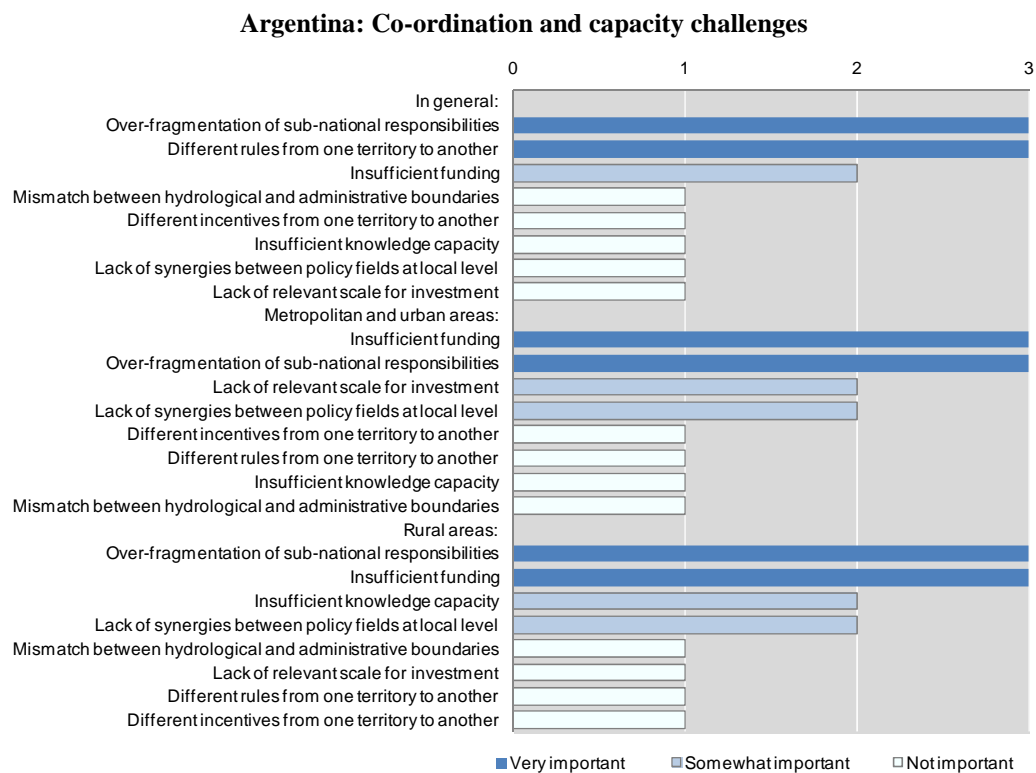 Argentina: Co-ordination and capacity challenges
0 1 2 3
In general:
Over-fragmentation of sub-national responsibilities
Different rules from one territory to another
Insufficient funding
Mismatch between hydrological and administrative boundaries
Different incentives from one territory to another
Insufficient knowledge capacity
Lack of synergies between policy fields at local level
Lack of relevant scale for investment
Metropolitan and urban areas:
Insufficient funding
Over-fragmentation of sub-national responsibilities
Lack of relevant scale for investment
Lack of synergies between policy fields at local level
Different incentives from one territory to another
Different rules from one territory to another
Insufficient knowledge capacity
Mismatch between hydrological and administrative boundaries
Rural areas:
Over-fragmentation of sub-national responsibilities
Insufficient funding
Insufficient knowledge capacity
Lack of synergies between policy fields at local level
Mismatch between hydrological and administrative boundaries
Lack of relevant scale for investment
Different rules from one territory to another
Different incentives from one territory to another
Very important Somewhat important Not important